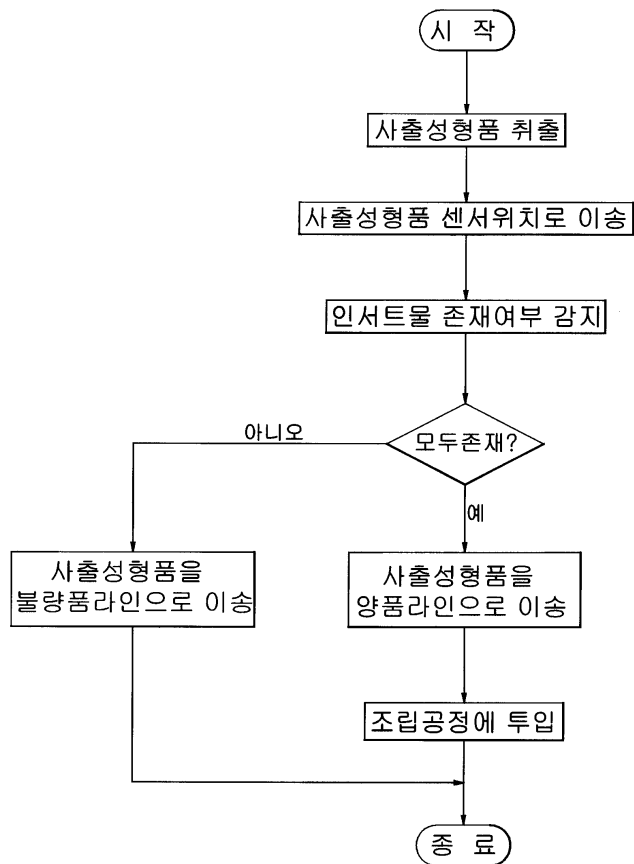 시 작
사출성형품 취출
사출성형품 센서위치로 이송
인서트물 존재여부 감지
모두존재?
아니오
예
사출성형품을
불량품라인으로 이송
사출성형품을
양품라인으로 이송
조립공정에 투입
종 료